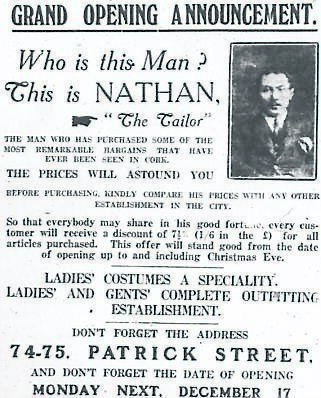 GRAND OPENING ANNOUNCEMENT.
Who is this Man?
This is NATHAN,
☛ "The Tailor"
THE MAN WHO HAS PURCHASED SOME OF THE
MOST REMARKABLE BARGAINS THAT HAVE
EVER BEEN SEEN IN CORK.
THE PRICES WILL ASTOUND YOU
BEFORE PURCHASING, KINDLY COMPARE HIS PRICES WITH ANY OTHER
ESTABLISHMENT IN THE CITY.
So that everybody may share in his good fortune, every cus-
tomer will receive a discount of 7½% (1/6 in the £) for all
articles purchased. This offer will stand good from the date
of opening up to and including Christmas Eve.
LADIES' COSTUMES A SPECIALITY.
LADIES' AND GENTS' COMPLETE OUTFITTING
ESTABLISHMENT.
DON'T FORGET THE ADDRESS
74-75, PATRICK STREET,
AND DON'T FORGET THE DATE OF OPENING
MONDAY NEXT, DECEMBER 17